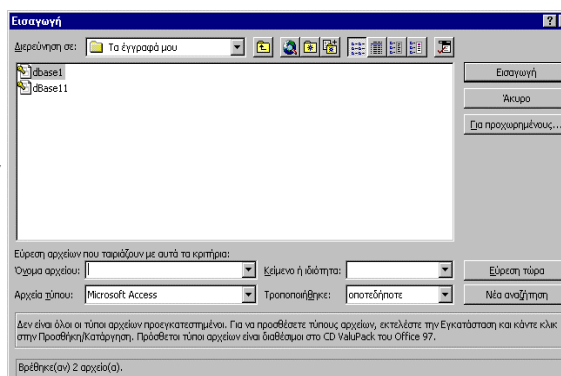 Εισαγωγή
Διερεύνηση σε: Τα έγγραφά μου
dbase1
dBase11
Εισαγωγή
Άκυρο
Για προχωρημένους...
Εύρεση αρχείων που ταιριάζουν με αυτά τα κριτήρια:
Όνομα αρχείου: Κείμενο ή ιδιότητα: Εύρεση τώρα
Αρχεία τύπου: Microsoft Access Τροποποιήθηκε: οποτεδήποτε Νέα αναζήτηση
Δεν είναι όλοι οι τύποι αρχείων προεγκατεστημένοι. Για να προσθέσετε τύπους αρχείων, εκτελέστε την Εγκατάσταση και κάντε κλικ
στην Προσθήκη/Κατάργηση. Πρόσθετοι τύποι αρχείων είναι διαθέσιμοι στο CD ValuPack του Office 97.
Βρέθηκε(αν) 2 αρχείο(α).